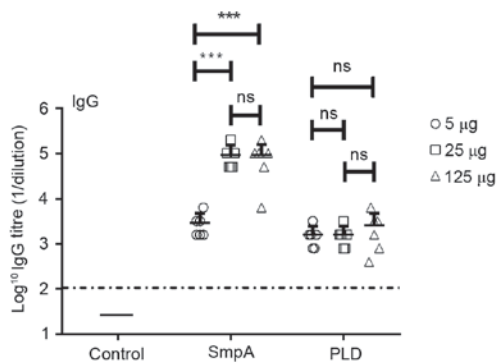 ***
***
ns
ns
ns
ns
IgG
6
5
4
3
2
1
Log¹⁰ IgG titre (1/dilution)
Control
SmpA
PLD
5 µg
25 µg
125 µg